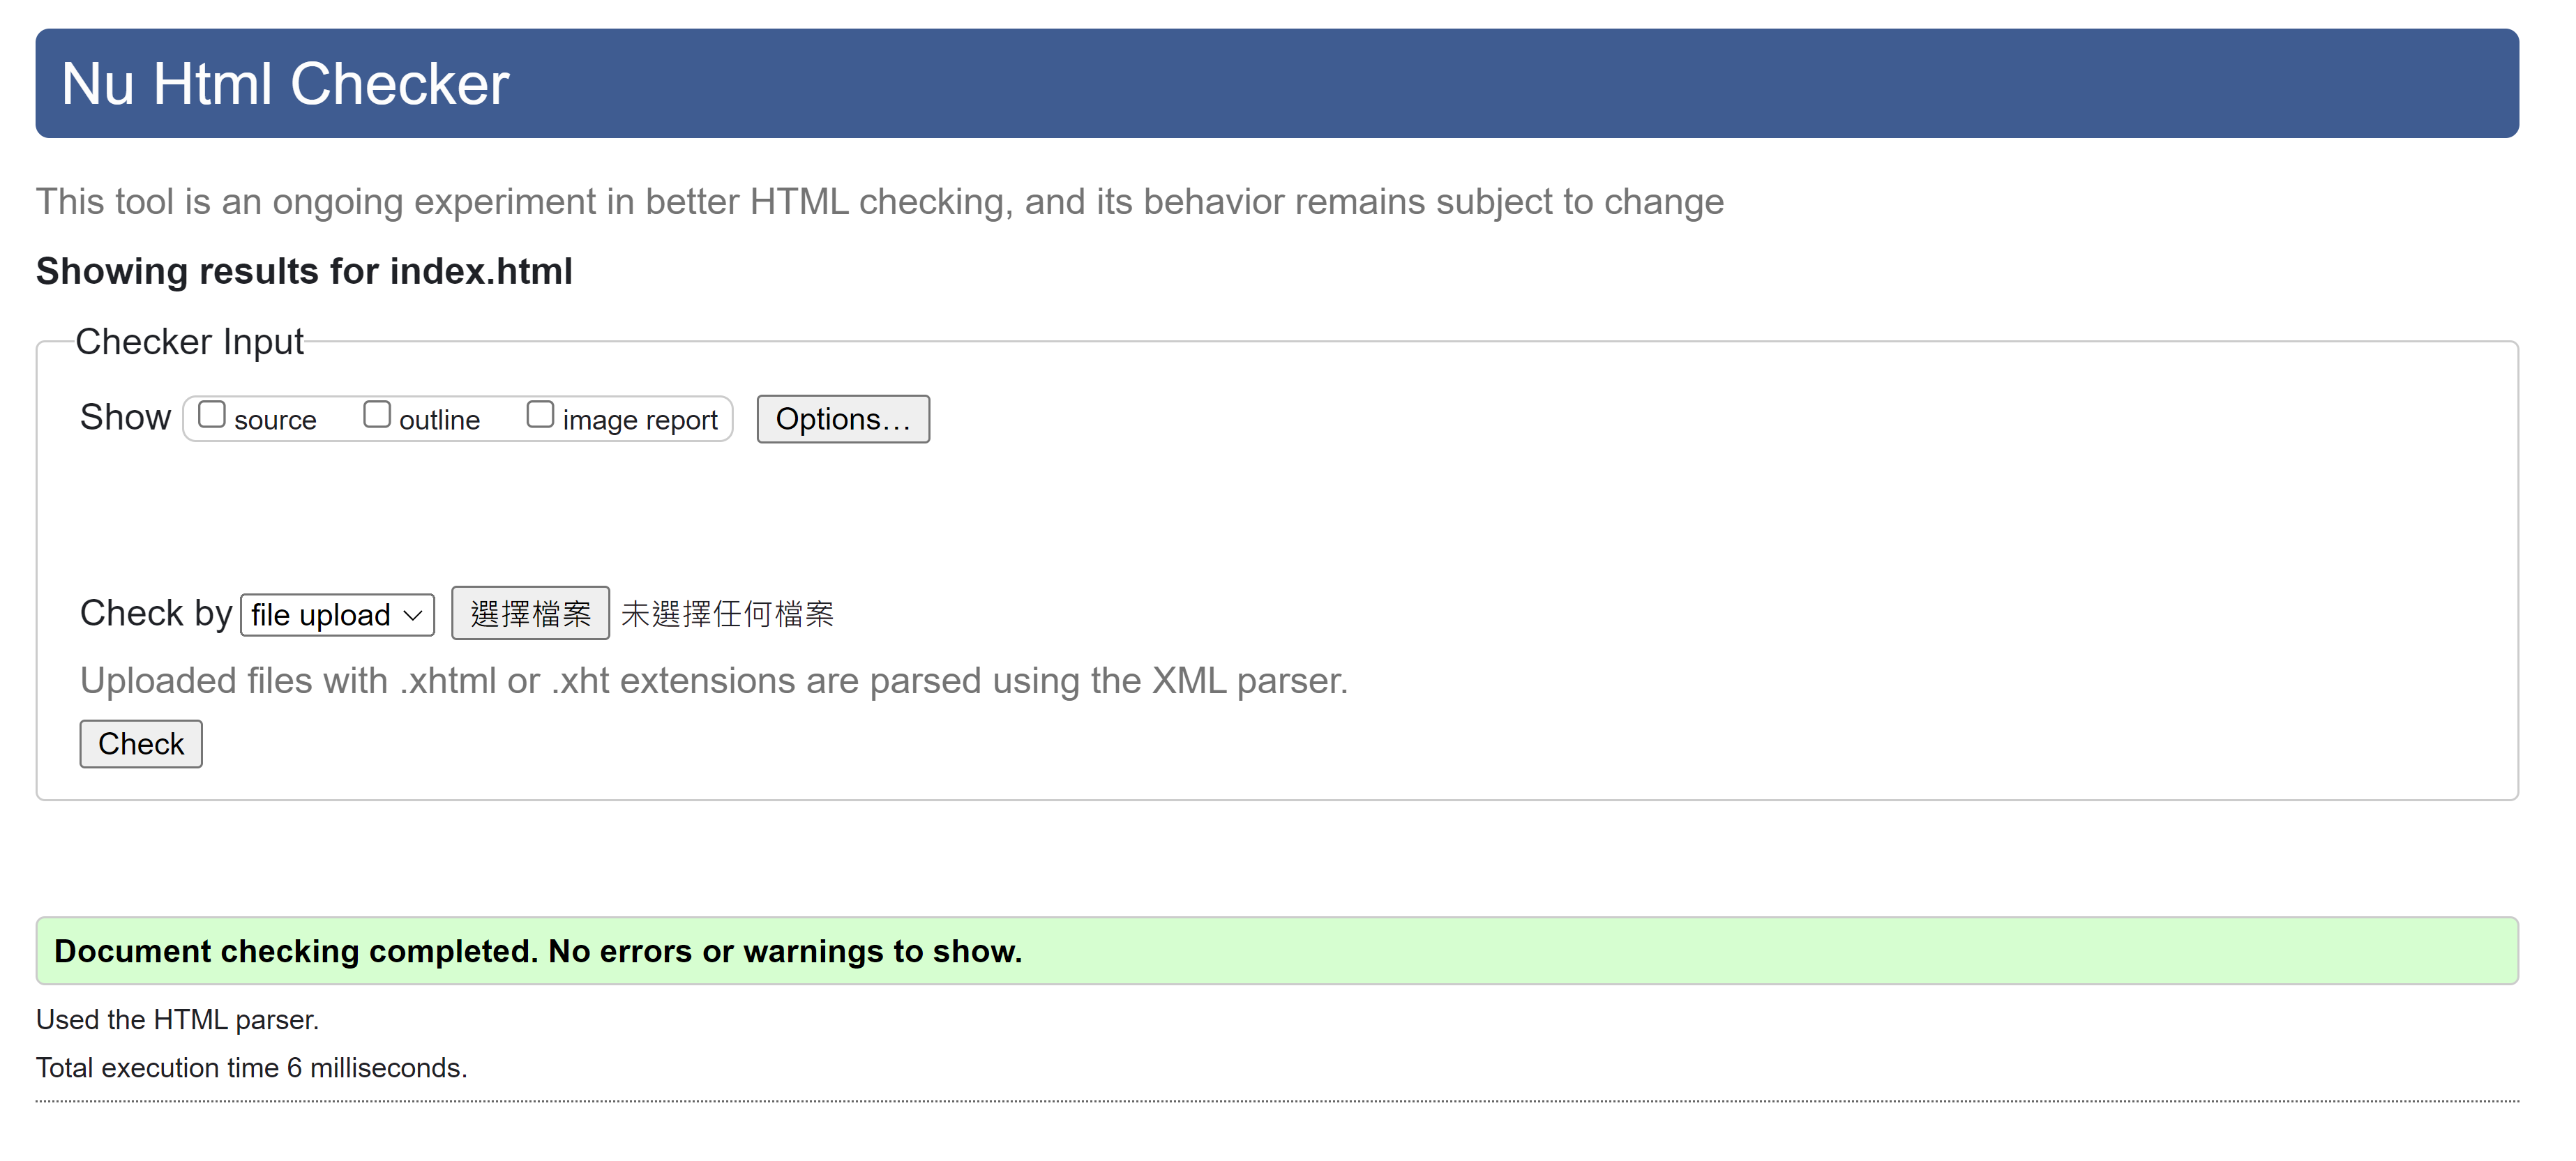 Nu Html Checker
This tool is an ongoing experiment in better HTML checking, and its behavior remains subject to change
Showing results for index.html
Checker Input
Show source outline image report Options...
Check by file upload 選擇檔案 未選擇任何檔案
Uploaded files with .xhtml or .xht extensions are parsed using the XML parser.
Check
Document checking completed. No errors or warnings to show.
Used the HTML parser.
Total execution time 6 milliseconds.